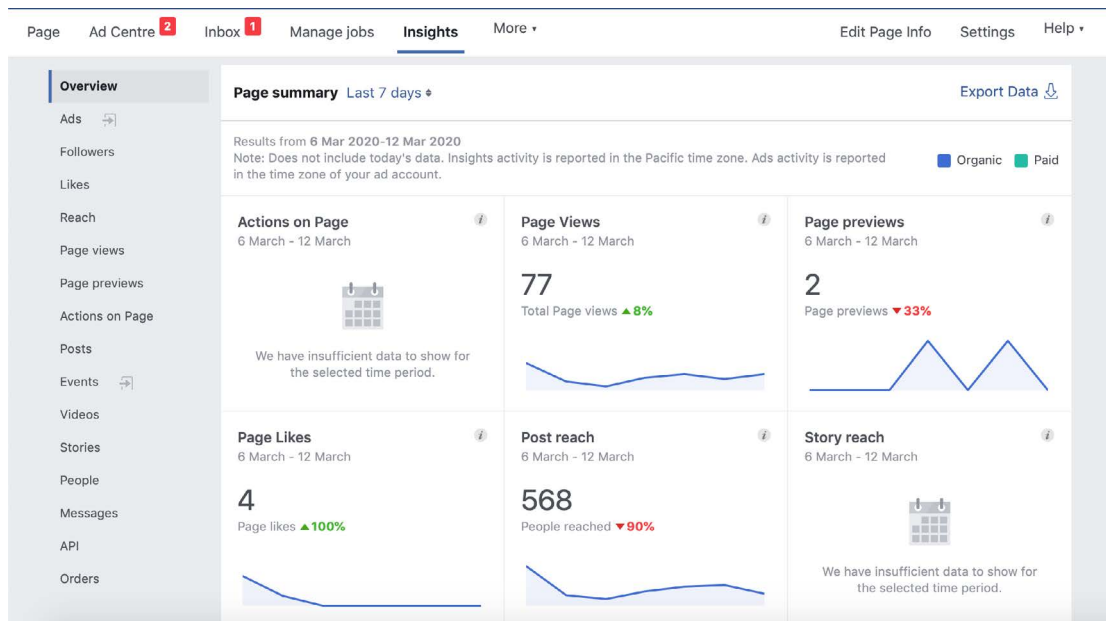 Page Ad Centre 2 Inbox 1 Manage jobs Insights More Edit Page Info Settings Help
Overview
Ads
Followers
Likes
Reach
Page views
Page previews
Actions on Page
Posts
Events
Videos
Stories
People
Messages
API
Orders
Page summary Last 7 days Export Data
Results from 6 Mar 2020-12 Mar 2020
Note: Does not include today's data. Insights activity is reported in the Pacific time zone. Ads activity is reported
in the time zone of your ad account.
Organic Paid
Actions on Page i
6 March - 12 March
We have insufficient data to show for
the selected time period.
Page Views i
6 March - 12 March
77
Total Page views ▲8%
Page previews i
6 March - 12 March
2
Page previews ▼33%
Page Likes i
6 March - 12 March
4
Page likes ▲100%
Post reach i
6 March - 12 March
568
People reached ▼90%
Story reach i
6 March - 12 March
We have insufficient data to show for
the selected time period.